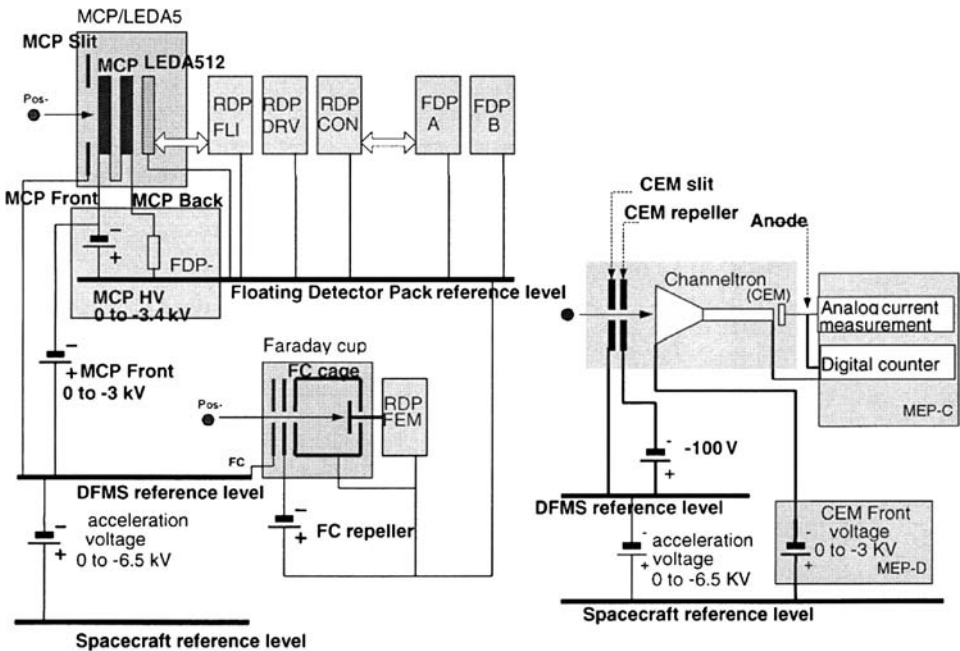 MCP/LEDA5
MCP Slit
MCP
LEDA512
Pos-
RDP
FLI
RDP
DRV
RDP
CON
FDP
A
FDP
B
MCP Front
MCP Back
−
+
FDP-
MCP HV
0 to -3.4 kV
Floating Detector Pack reference level
−
+
MCP Front
0 to -3 kV
Faraday cup
FC cage
Pos-
RDP
FEM
FC
DFMS reference level
−
+
FC repeller
−
+
acceleration
voltage
0 to -6.5 kV
Spacecraft reference level
CEM slit
CEM repeller
Anode
Channeltron
(CEM)
Analog current
measurement
Digital counter
MEP-C
-
+
-100 V
DFMS reference level
-
+
acceleration
voltage
0 to -6.5 KV
CEM Front
voltage
0 to -3 KV
-
+
MEP-D
Spacecraft reference level